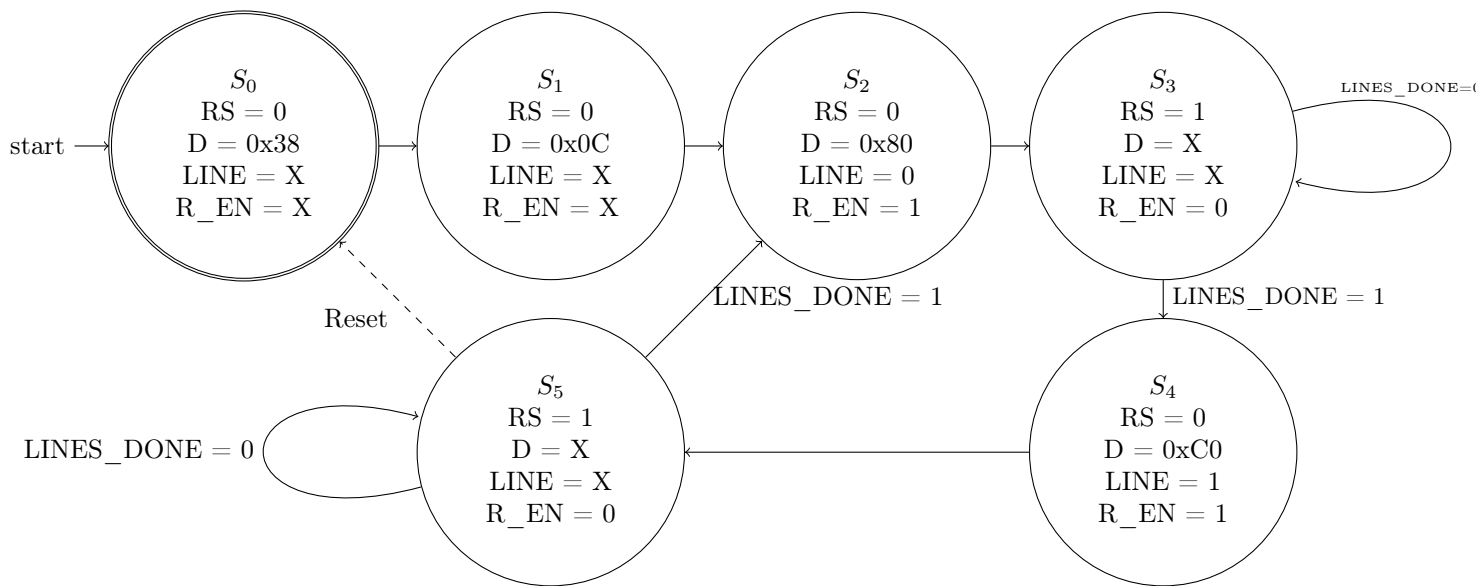 start
S0
RS = 0
D = 0x38
LINE = X
R_EN = X
S1
RS = 0
D = 0x0C
LINE = X
R_EN = X
S2
RS = 0
D = 0x80
LINE = 0
R_EN = 1
S3
RS = 1
D = X
LINE = X
R_EN = 0
LINES_DONE=0
Reset
LINES_DONE = 1
LINES_DONE = 1
LINES_DONE = 0
S5
RS = 1
D = X
LINE = X
R_EN = 0
S4
RS = 0
D = 0xC0
LINE = 1
R_EN = 1